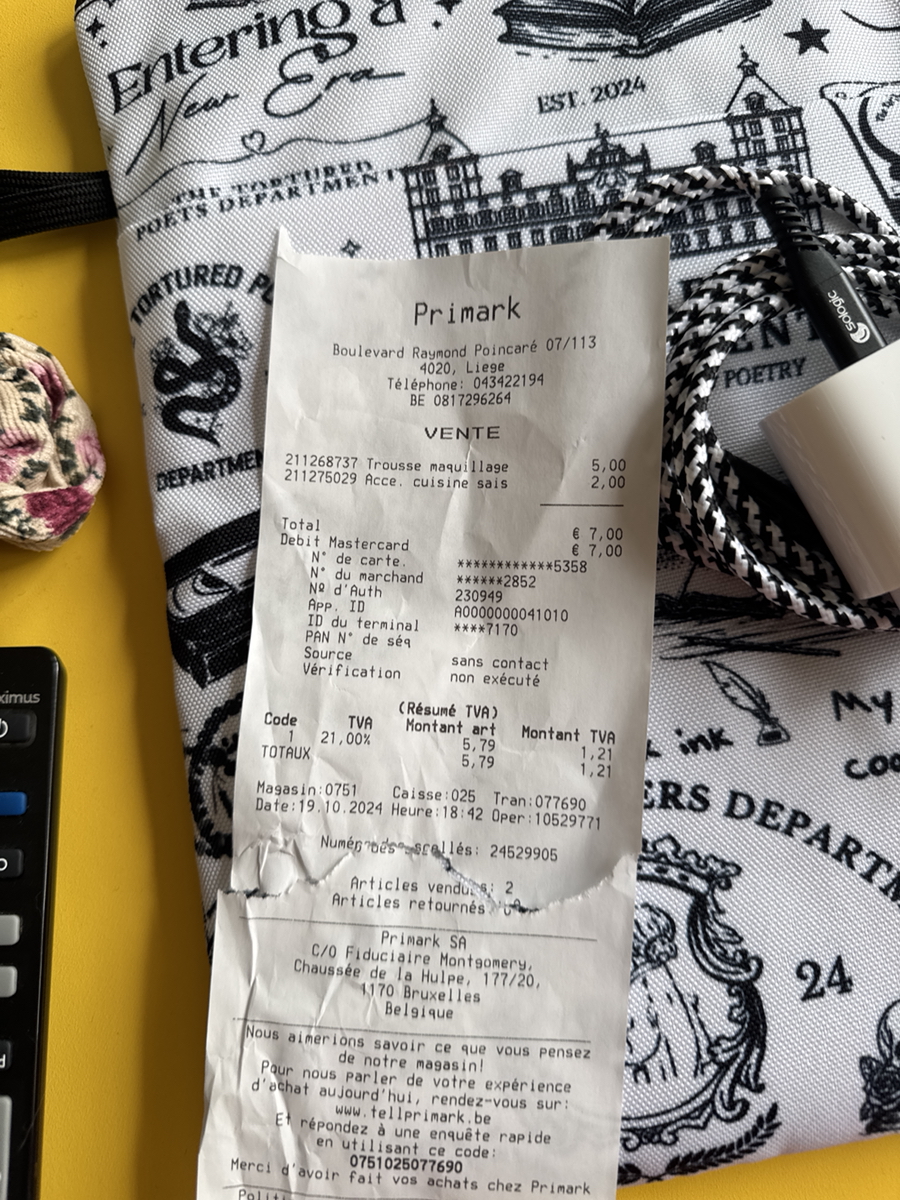 Entering a
New Era
EST. 2024
THE TORTURED
POETS DEPARTMENT
TORTURED
DEPARTMEN
sologic
ENT
POETRY
Primark
Boulevard Raymond Poincaré 07/113
4020, Liege
Téléphone: 043422194
BE 0817296264
VENTE
211268737 Trousse maquillage 5,00
211275029 Acce. cuisine sais 2,00
Total € 7,00
Debit Mastercard € 7,00
N° de carte. ************5358
N° du marchand ******2852
Nº d'Auth 230949
App. ID A0000000041010
ID du terminal ****7170
PAN N° de séq
Source sans contact
Vérification non exécuté
(Résumé TVA)
Code TVA Montant art Montant TVA
1 21,00% 5,79 1,21
TOTAUX 5,79 1,21
Magasin:0751 Caisse:025 Tran:077690
Date:19.10.2024 Heure:18:42 Oper:10529771
scellés: 24529905
Articles vendus: 2
Articles retournés:
Primark SA
C/O Fiduciaire Montgomery,
Chaussée de la Hulpe, 177/20,
1170 Bruxelles
Belgique
Nous aimerions savoir ce que vous pensez
de notre magasin!
Pour nous parler de votre expérience
d'achat aujourd'hui, rendez-vous sur:
www.tellprimark.be
Et répondez à une enquête rapide
en utilisant ce code:
0751025077690
Merci d'avoir fait vos achats chez Primark
Polit
ximus
My
ink
coo
ERS DEPART
24